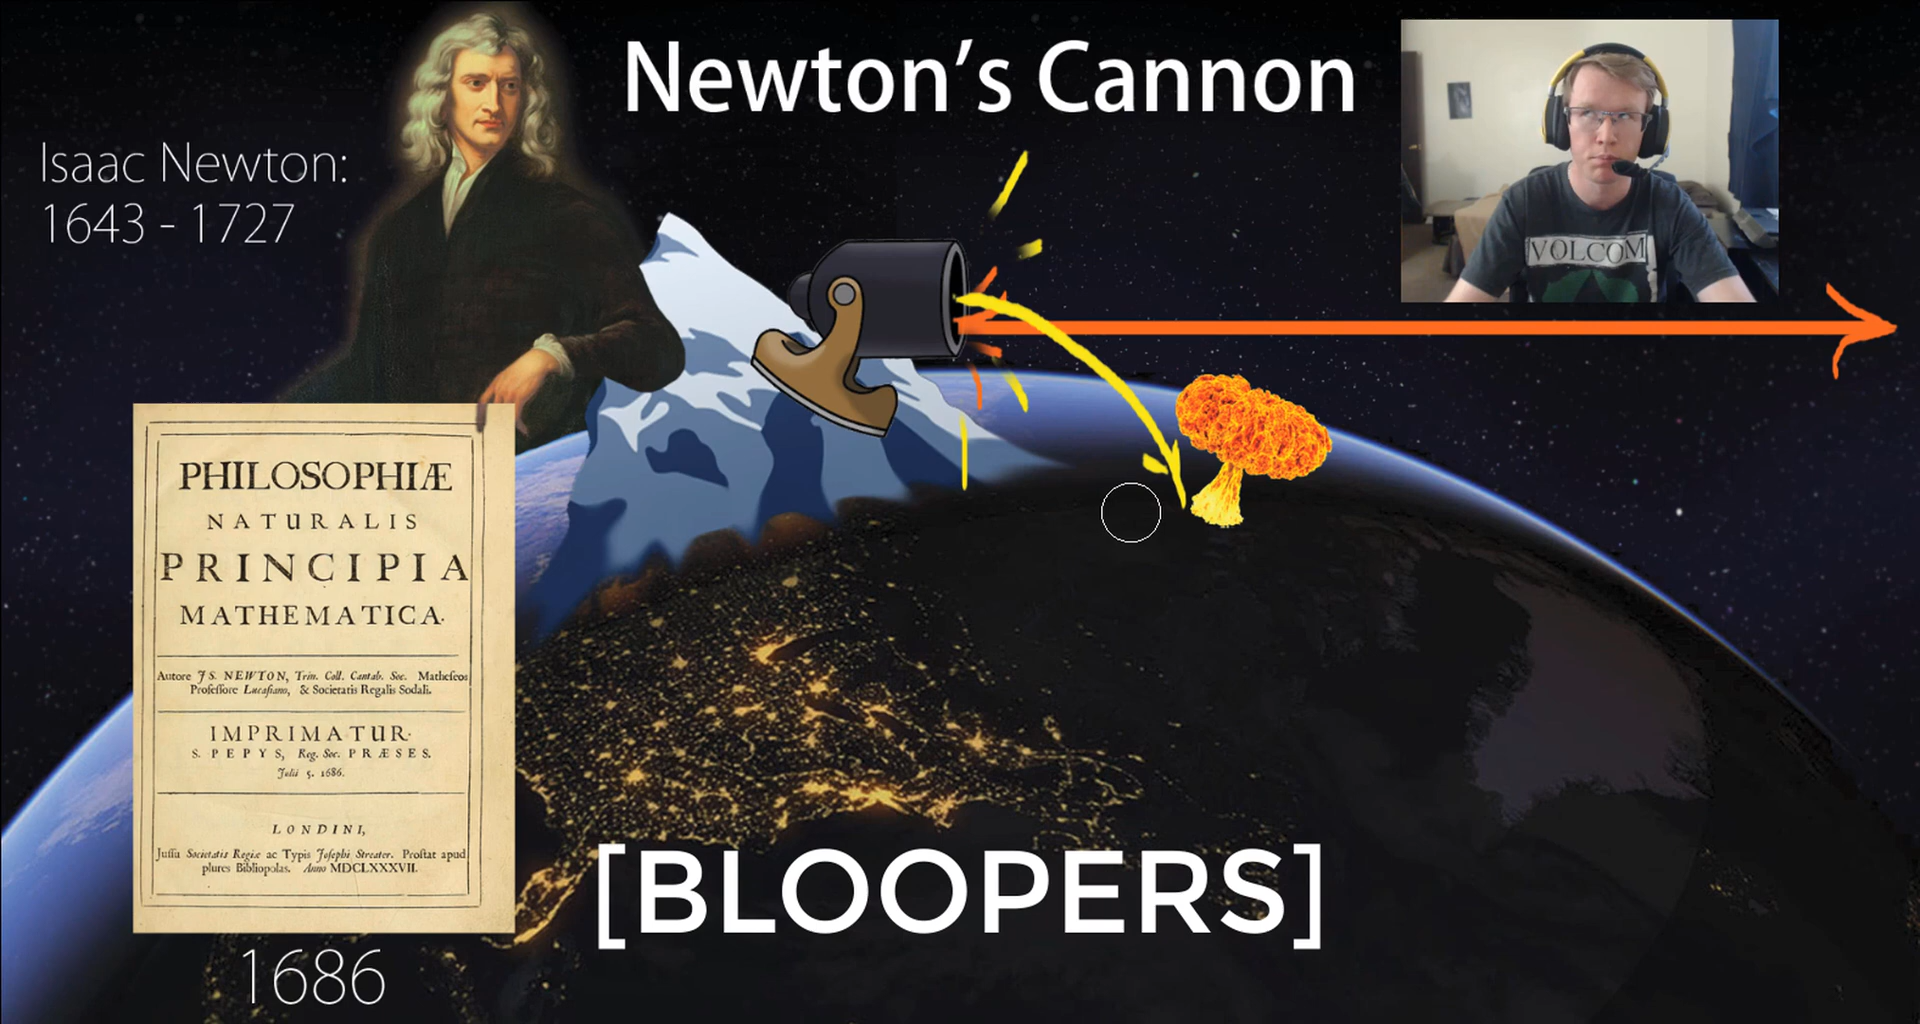 Newton's Cannon
Isaac Newton:
1643 - 1727
VOLCOM
PHILOSOPHIÆ
NATURALIS
PRINCIPIA
MATHEMATICA.
Autore JS. NEWTON, Trin. Coll. Cantab. Soc. Matheſeos
Profeſſore Lucaſiano, & Societatis Regalis Sodali.
IMPRIMATUR.
S. PEPYS, Reg. Soc. PRÆSES.
Julii 5. 1686.
LONDINI,
Juſſu Societatis Regiæ ac Typis Joſephi Streater. Proſtat apud
plures Bibliopolas. Anno MDCLXXXVII.
[BLOOPERS]
1686